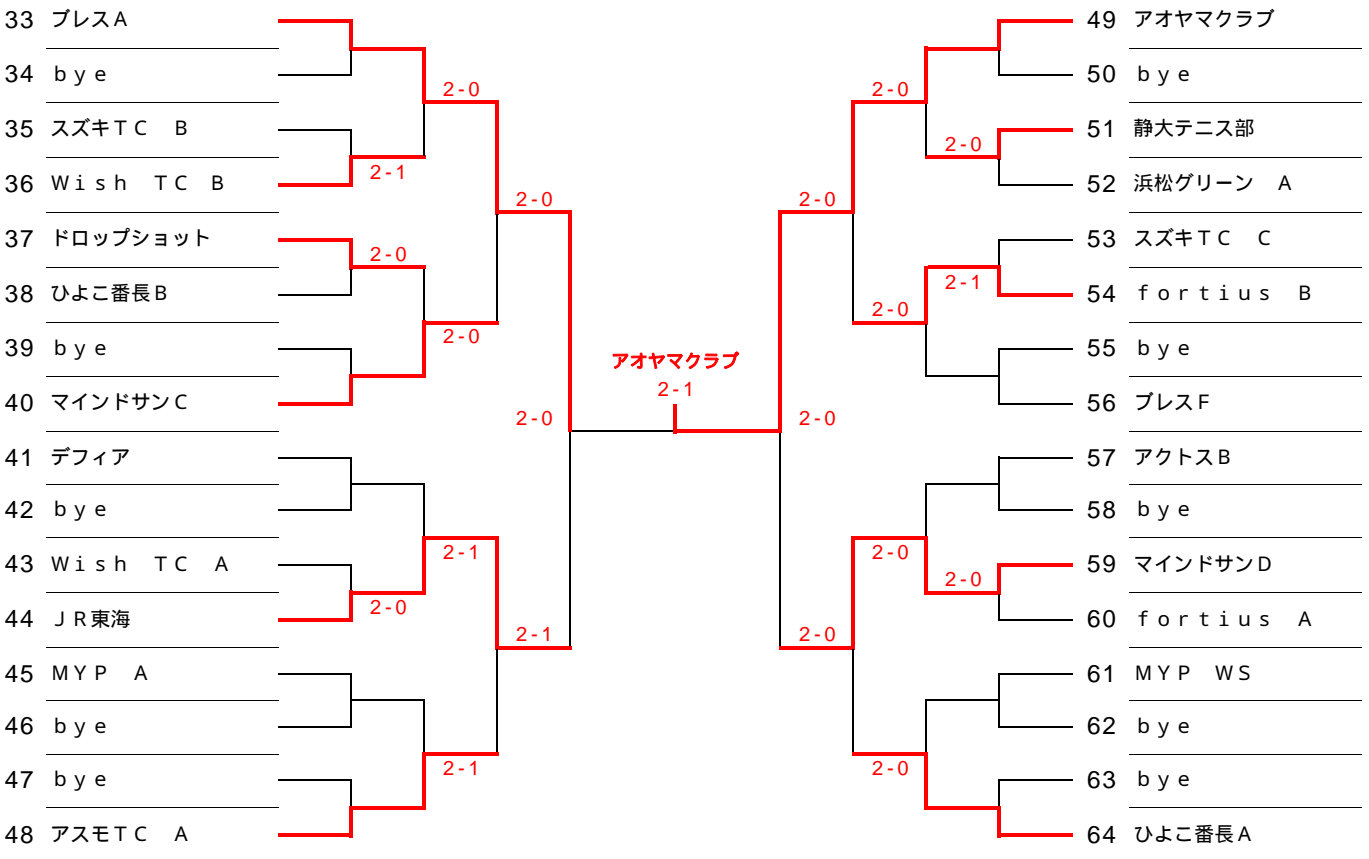 33 ブレスA
34 bye
2-0
35 スズキTC B
36 Wish TC B
2-1
2-0
37 ドロップショット
2-0
38 ひよこ番長B
39 bye
2-0
40 マインドサンC
2-0
41 デフィア
42 bye
43 Wish TC A
2-1
44 JR東海
2-0
2-1
45 MYP A
46 bye
47 bye
2-1
48 アスモTC A
アオヤマクラブ
2-1
49 アオヤマクラブ
50 bye
2-0
51 静大テニス部
2-0
52 浜松グリーン A
2-0
53 スズキTC C
2-1
54 fortius B
2-0
55 bye
56 ブレスF
2-0
57 アクトスB
58 bye
2-0
59 マインドサンD
2-0
60 fortius A
2-0
61 MYP WS
62 bye
63 bye
2-0
64 ひよこ番長A